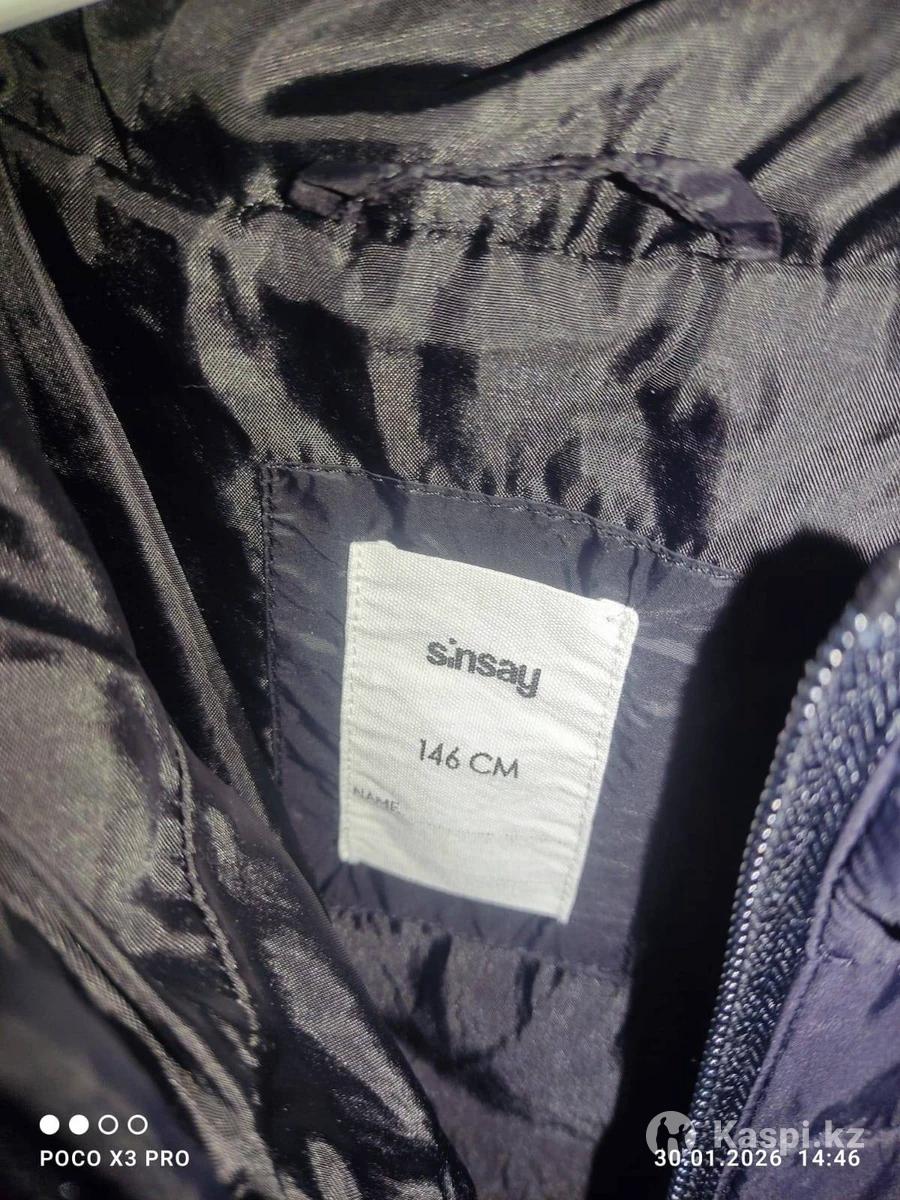 sinsay
146 CM
NAME
Kaspi.kz
POCO X3 PRO
30.01.2026 14:46